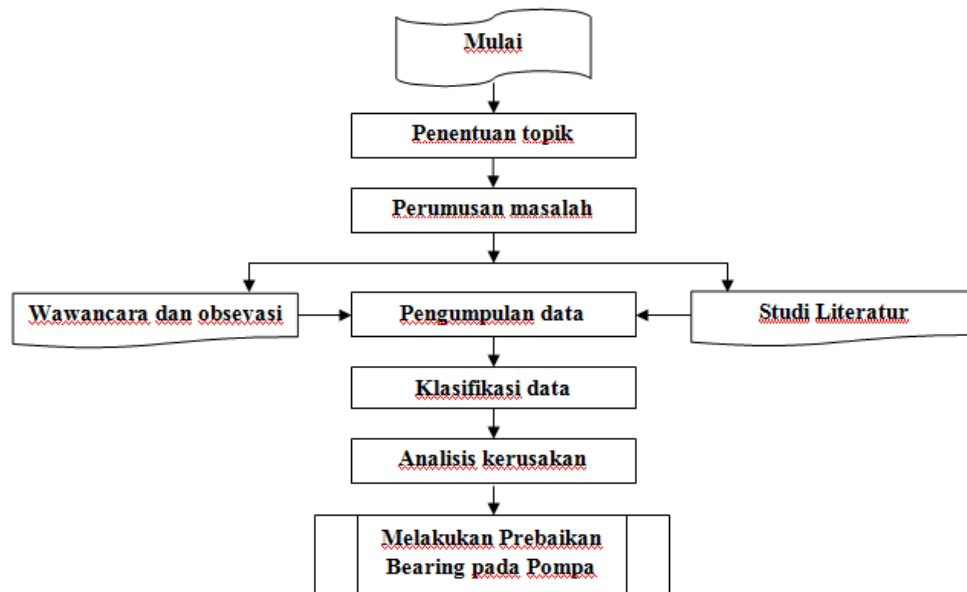 Mulai
Penentuan topik
Perumusan masalah
Wawancara dan obsevasi
Pengumpulan data
Studi Literatur
Klasifikasi data
Analisis kerusakan
Melakukan Prebaikan
Bearing pada Pompa